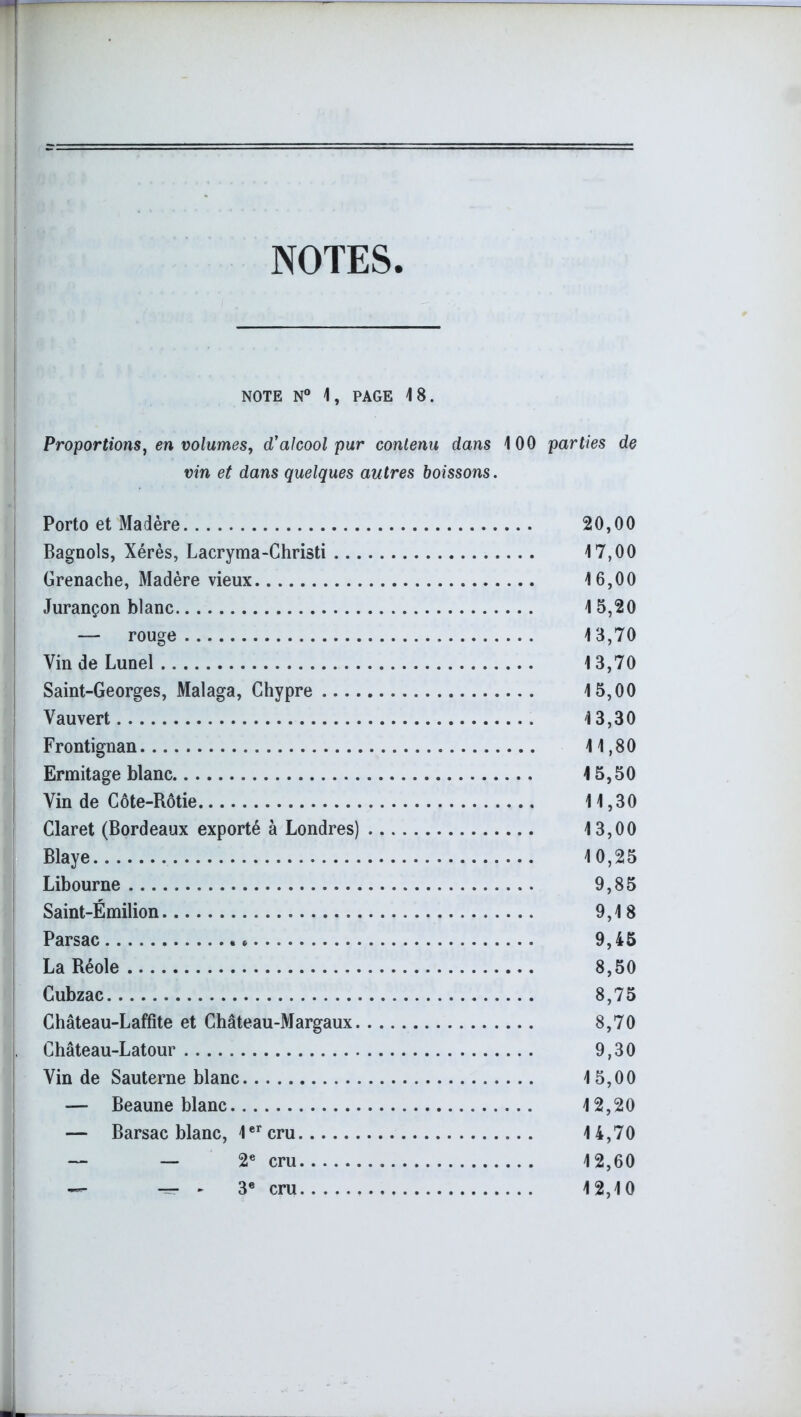 NOTES.
NOTE N° 1, PAGE 18.
Proportions, en volumes, d'alcool pur contenu dans 100 parties de
vin et dans quelques autres boissons.
Porto et Madère. . . . . . . . . . 20,00
Bagnols, Xérès, Lacryma-Christi . . . . . . . . . . 17,00
Grenache, Madère vieux. . . . . . . . . . 16,00
Jurançon blanc. . . . . . . . . . 15,20
— rouge . . . . . . . . . . 13,70
Vin de Lunel . . . . . . . . . . 13,70
Saint-Georges, Malaga, Chypre . . . . . . . . . . 15,00
Vauvert . . . . . . . . . . 13,30
Frontignan. . . . . . . . . . 11,80
Ermitage blanc. . . . . . . . . . 15,50
Vin de Côte-Rôtie. . . . . . . . . . 11,30
Claret (Bordeaux exporté à Londres) . . . . . . . . . . 13,00
Blaye. . . . . . . . . . 10,25
Libourne . . . . . . . . . . 9,85
Saint-Émilion. . . . . . . . . . 9,18
Parsac . . . . . . . . . . 9,45
La Réole . . . . . . . . . . 8,50
Cubzac. . . . . . . . . . 8,75
Château-Laffite et Château-Margaux. . . . . . . . . . 8,70
Château-Latour . . . . . . . . . . 9,30
Vin de Sauterne blanc. . . . . . . . . . 15,00
— Beaune blanc. . . . . . . . . . 12,20
— Barsac blanc, 1er cru. . . . . . . . . . 14,70
— — 2e cru. . . . . . . . . . 12,60
— — - 3e cru. . . . . . . . . . 12,10